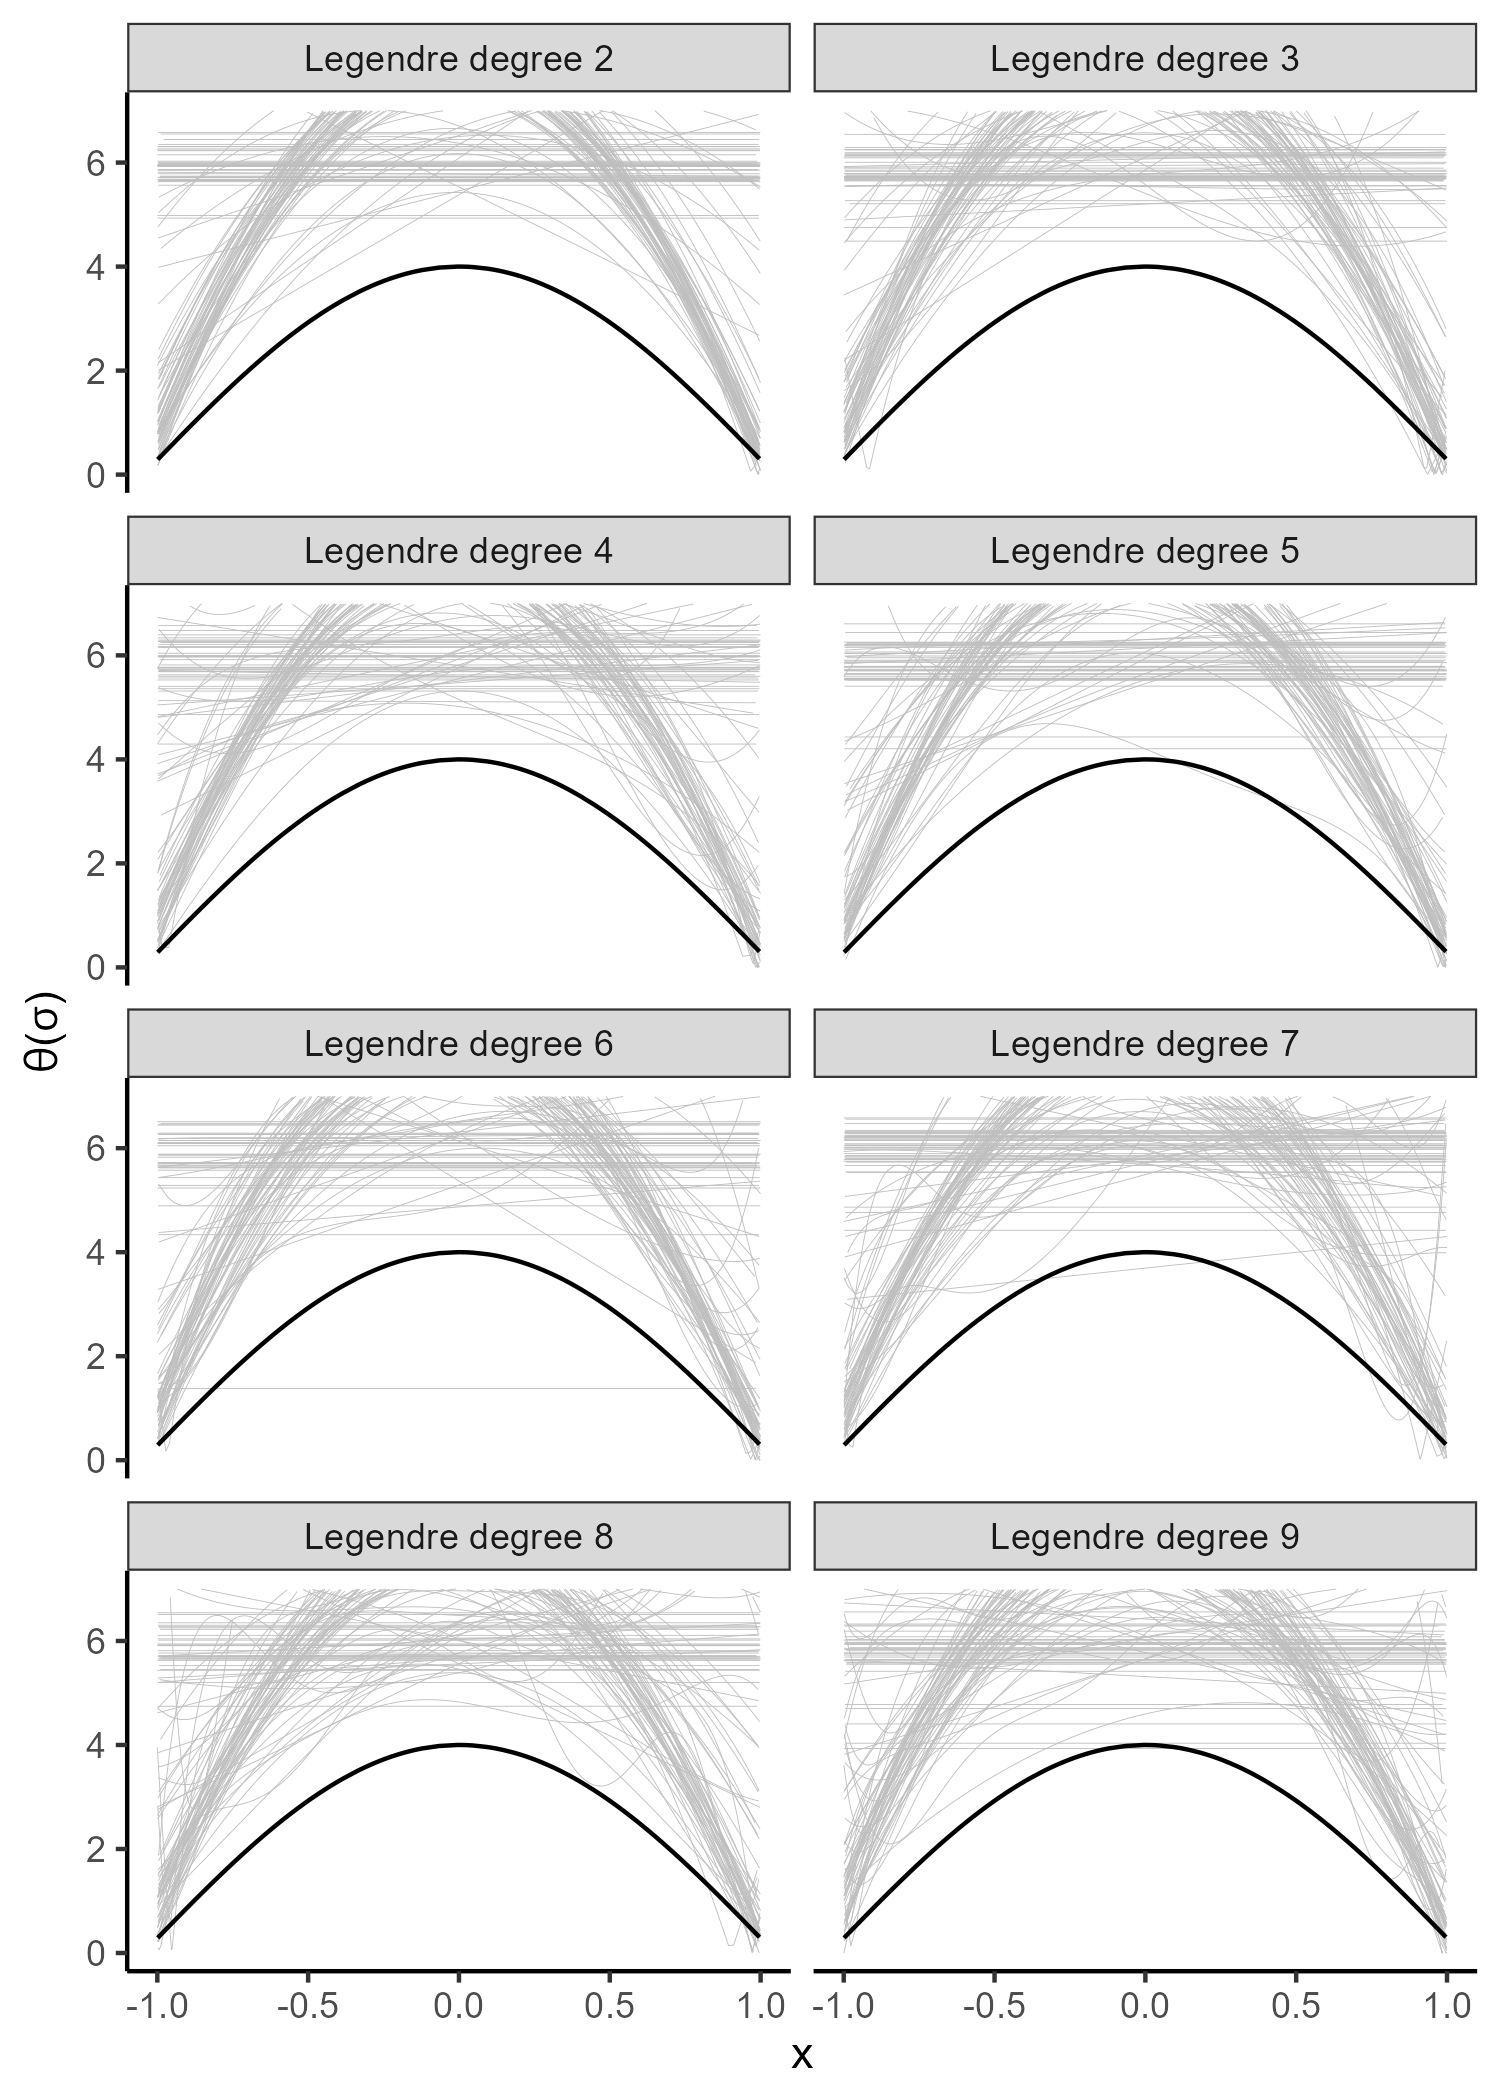 Legendre degree 2
Legendre degree 3
6
4
2
0
Legendre degree 4
Legendre degree 5
6
4
2
0
θ(σ)
Legendre degree 6
Legendre degree 7
6
4
2
0
Legendre degree 8
Legendre degree 9
6
4
2
0
-1.0 -0.5 0.0 0.5 1.0 -1.0 -0.5 0.0 0.5 1.0
x